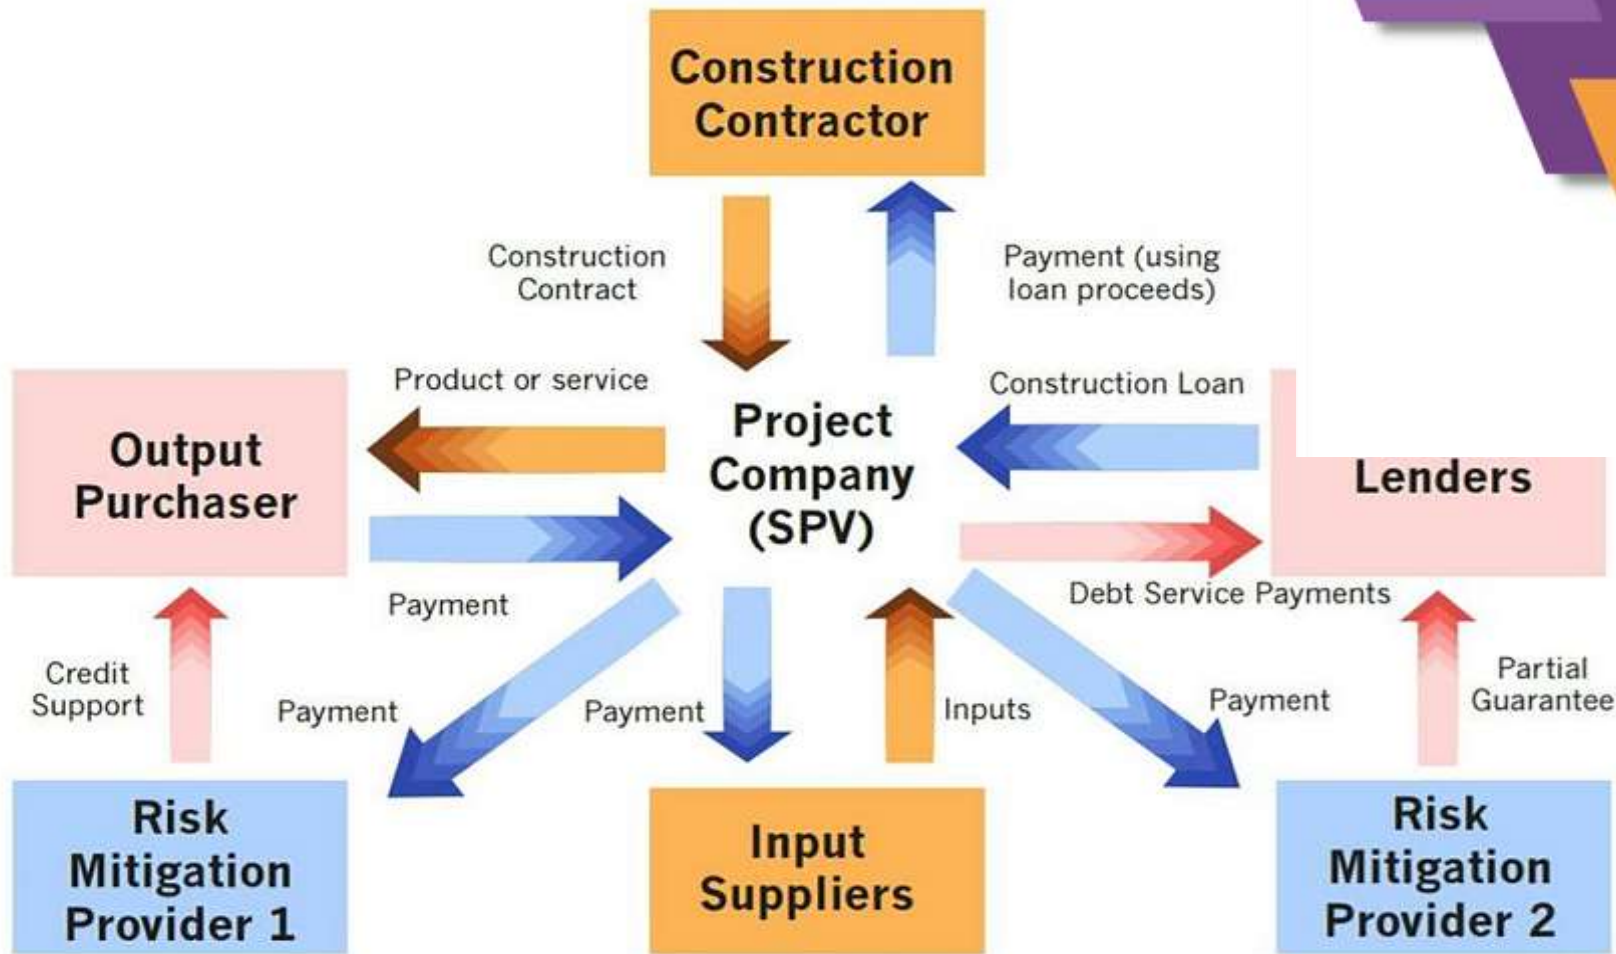 Construction
Contractor
Construction
Contract
Payment (using
loan proceeds)
Product or service
Construction Loan
Output
Purchaser
Project
Company
(SPV)
Lenders
Payment
Debt Service Payments
Credit
Support
Payment
Payment
Inputs
Payment
Partial
Guarantee
Risk
Mitigation
Provider 1
Input
Suppliers
Risk
Mitigation
Provider 2